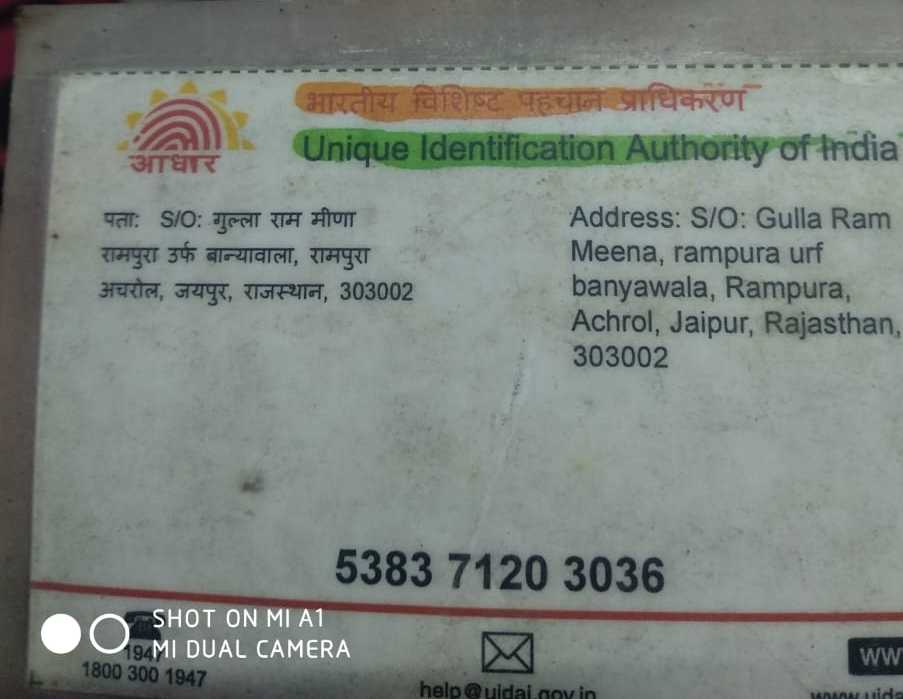 आधार
भारतीय विशिष्ट पहचान प्राधिकरण
Unique Identification Authority of India
पता: S/O: गुल्ला राम मीणा
रामपुरा उर्फ बान्यावाला, रामपुरा
अचरोल, जयपुर, राजस्थान, 303002
Address: S/O: Gulla Ram
Meena, rampura urf
banyawala, Rampura,
Achrol, Jaipur, Rajasthan,
303002
5383 7120 3036
SHOT ON MI A1
MI DUAL CAMERA
1947
1800 300 1947
help@uidai.gov.in